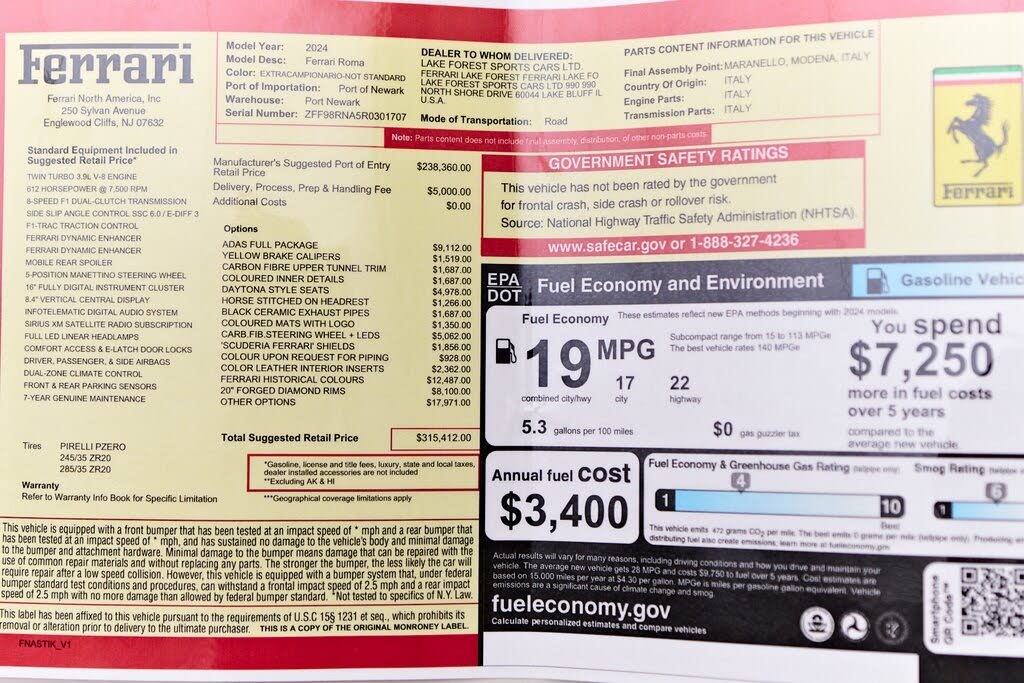 Ferrari
Ferrari North America, Inc
250 Sylvan Avenue
Englewood Cliffs, NJ 07632
Model Year: 2024
Model Desc: Ferrari Roma
Color: EXTRACAMPIONARIO-NOT STANDARD
Port of Importation: Port of Newark
Warehouse: Port Newark
Serial Number: ZFF98RNA5R0301707
DEALER TO WHOM DELIVERED:
LAKE FOREST SPORTS CARS LTD.
FERRARI LAKE FOREST FERRARI LAKE FO
LAKE FOREST SPORTS CARS LTD 990 990
NORTH SHORE DRIVE 60044 LAKE BLUFF IL
U.S.A.
Mode of Transportation: Road
PARTS CONTENT INFORMATION FOR THIS VEHICLE
Final Assembly Point: MARANELLO, MODENA, ITALY
Country Of Origin: ITALY
Engine Parts: ITALY
Transmission Parts: ITALY
Note: Parts content does not include final assembly, distribution, of other non-parts costs.
Ferrari
Standard Equipment Included in
Suggested Retail Price*
TWIN TURBO 3.9L V-8 ENGINE
612 HORSEPOWER @ 7,500 RPM
8-SPEED F1 DUAL-CLUTCH TRANSMISSION
SIDE SLIP ANGLE CONTROL SSC 6.0 / E-DIFF 3
F1-TRAC TRACTION CONTROL
FERRARI DYNAMIC ENHANCER
FERRARI DYNAMIC ENHANCER
MOBILE REAR SPOILER
5-POSITION MANETTINO STEERING WHEEL
16" FULLY DIGITAL INSTRUMENT CLUSTER
8.4" VERTICAL CENTRAL DISPLAY
INFOTELEMATIC DIGITAL AUDIO SYSTEM
SIRIUS XM SATELLITE RADIO SUBSCRIPTION
FULL LED LINEAR HEADLAMPS
COMFORT ACCESS & E-LATCH DOOR LOCKS
DRIVER, PASSENGER, & SIDE AIRBAGS
DUAL-ZONE CLIMATE CONTROL
FRONT & REAR PARKING SENSORS
7-YEAR GENUINE MAINTENANCE
Tires PIRELLI PZERO
245/35 ZR20
285/35 ZR20
Warranty
Refer to Warranty Info Book for Specific Limitation
Manufacturer's Suggested Port of Entry
Retail Price $238,360.00
Delivery, Process, Prep & Handling Fee $5,000.00
Additional Costs $0.00
Options
ADAS FULL PACKAGE $9,112.00
YELLOW BRAKE CALIPERS $1,519.00
CARBON FIBRE UPPER TUNNEL TRIM $1,687.00
COLOURED INNER DETAILS $1,687.00
DAYTONA STYLE SEATS $4,978.00
HORSE STITCHED ON HEADREST $1,266.00
BLACK CERAMIC EXHAUST PIPES $1,687.00
COLOURED MATS WITH LOGO $1,350.00
CARB.FIB.STEERING WHEEL + LEDS $5,062.00
'SCUDERIA FERRARI' SHIELDS $1,856.00
COLOUR UPON REQUEST FOR PIPING $928.00
COLOR LEATHER INTERIOR INSERTS $2,362.00
FERRARI HISTORICAL COLOURS $12,487.00
20" FORGED DIAMOND RIMS $8,100.00
OTHER OPTIONS $17,971.00
Total Suggested Retail Price $315,412.00
*Gasoline, license and title fees, luxury, state and local taxes,
dealer installed accessories are not included
**Excluding AK & HI
***Geographical coverage limitations apply
This vehicle is equipped with a front bumper that has been tested at an impact speed of * mph and a rear bumper that
has been tested at an impact speed of * mph, and has sustained no damage to the vehicle's body and minimal damage
to the bumper and attachment hardware. Minimal damage to the bumper means damage that can be repaired with the
use of common repair materials and without replacing any parts. The stronger the bumper, the less likely the car will
require repair after a low speed collision. However, this vehicle is equipped with a bumper system that, under federal
bumper standard test conditions and procedures, can withstand a frontal impact speed of 2.5 mph and a rear impact
speed of 2.5 mph with no more damage than allowed by federal bumper standard. *Not tested to specifics of N.Y. Law.
This label has been affixed to this vehicle pursuant to the requirements of U.S.C 15§ 1231 et seq., which prohibits its
removal or alteration prior to delivery to the ultimate purchaser. THIS IS A COPY OF THE ORIGINAL MONRONEY LABEL.
FNASTIK_V1
GOVERNMENT SAFETY RATINGS
This vehicle has not been rated by the government
for frontal crash, side crash or rollover risk.
Source: National Highway Traffic Safety Administration (NHTSA).
www.safecar.gov or 1-888-327-4236
EPA
DOT
Fuel Economy and Environment
Gasoline Vehic
Fuel Economy
These estimates reflect new EPA methods beginning with 2024 models.
19 MPG
combined city/hwy
17
city
22
highway
Subcompact range from 15 to 113 MPGe
The best vehicle rates 140 MPGe
5.3 gallons per 100 miles
$0 gas guzzler tax
You spend
$7,250
more in fuel costs
over 5 years
compared to the
average new vehicle
Annual fuel cost
$3,400
Fuel Economy & Greenhouse Gas Rating (tailpipe only)
4
1
10
Best
Smog Rating
6
1
This vehicle emits 472 grams CO2 per mile. The best emits 0 grams per mile (tailpipe only). Producing
distributing fuel also create emissions; learn more at fueleconomy.gov
Actual results will vary for many reasons, including driving conditions and how you drive and maintain your
vehicle. The average new vehicle gets 28 MPG and costs $9,750 to fuel over 5 years. Cost estimates are
based on 15,000 miles per year at $4.30 per gallon. MPGe is miles per gasoline gallon equivalent. Vehicle
emissions are a significant cause of climate change and smog.
fueleconomy.gov
Calculate personalized estimates and compare vehicles
Smartphone
QR Code™